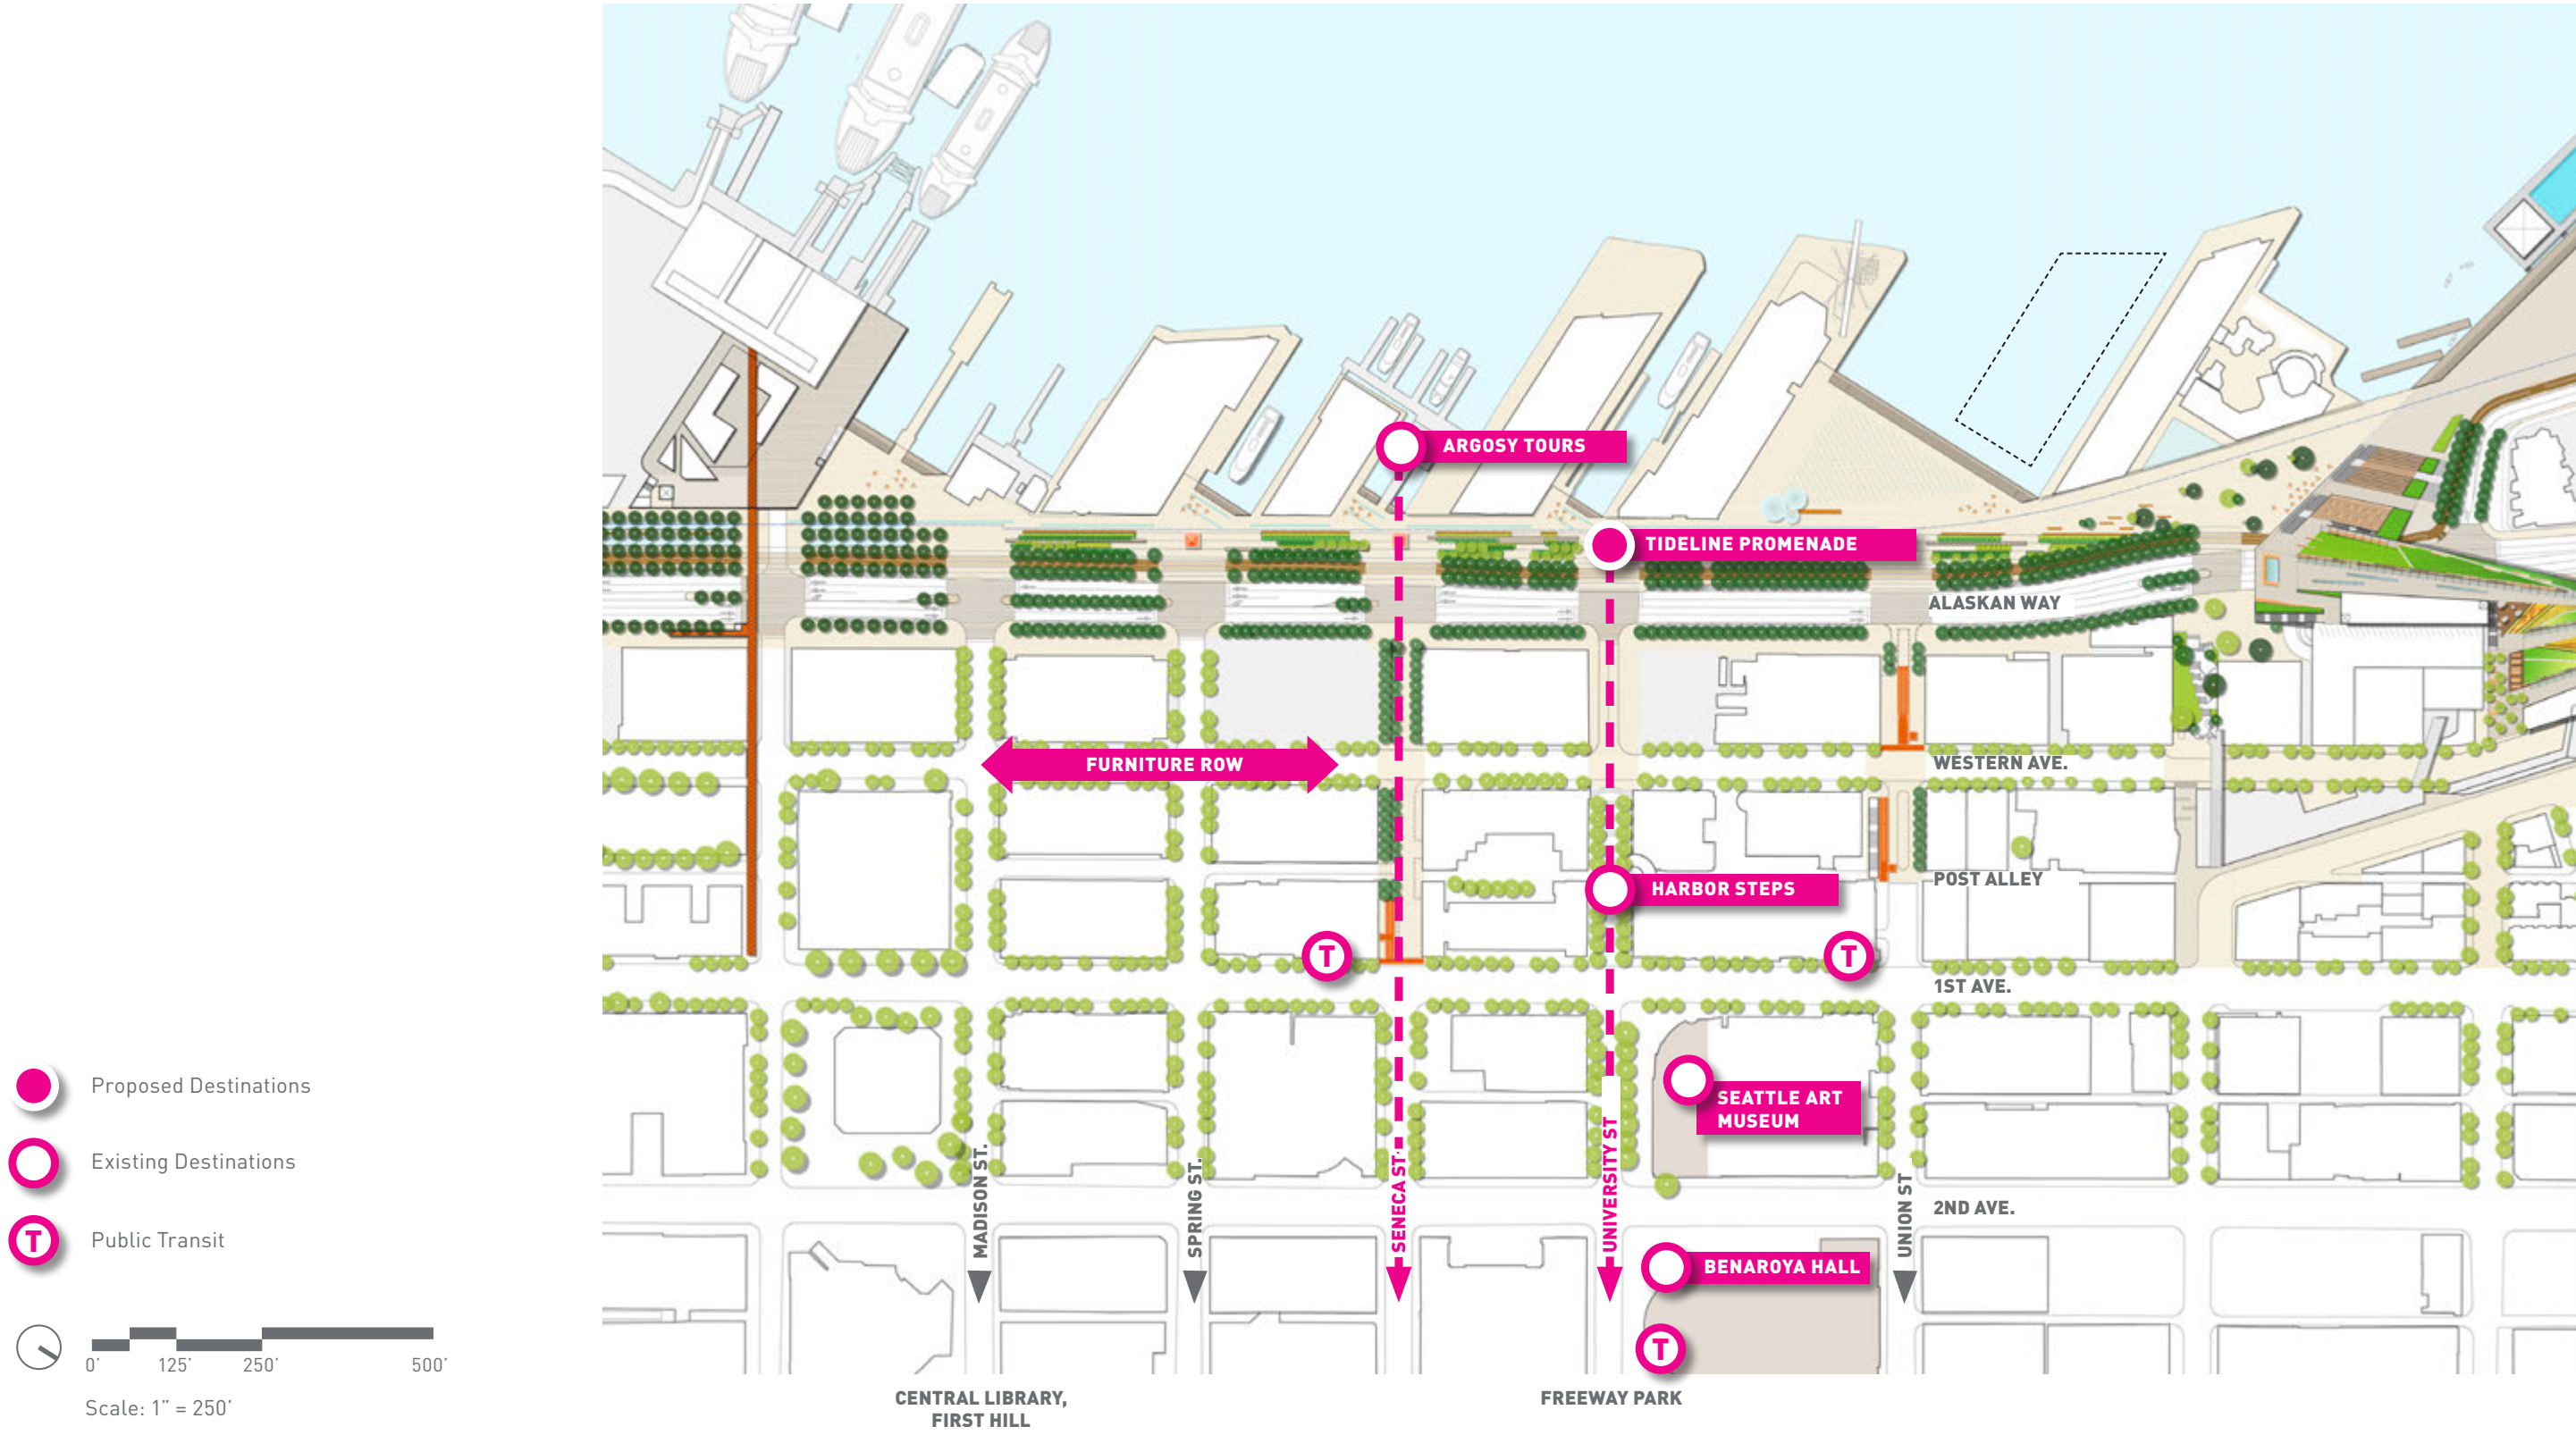 ARGOSY TOURS
TIDELINE PROMENADE
ALASKAN WAY
FURNITURE ROW
WESTERN AVE.
POST ALLEY
HARBOR STEPS
T
T
1ST AVE.
SEATTLE ART
MUSEUM
MADISON ST.
SPRING ST.
SENECA ST.
UNIVERSITY ST
UNION ST
2ND AVE.
BENAROYA HALL
T
CENTRAL LIBRARY,
FIRST HILL
FREEWAY PARK
Proposed Destinations
Existing Destinations
T Public Transit
0' 125' 250' 500'
Scale: 1" = 250'